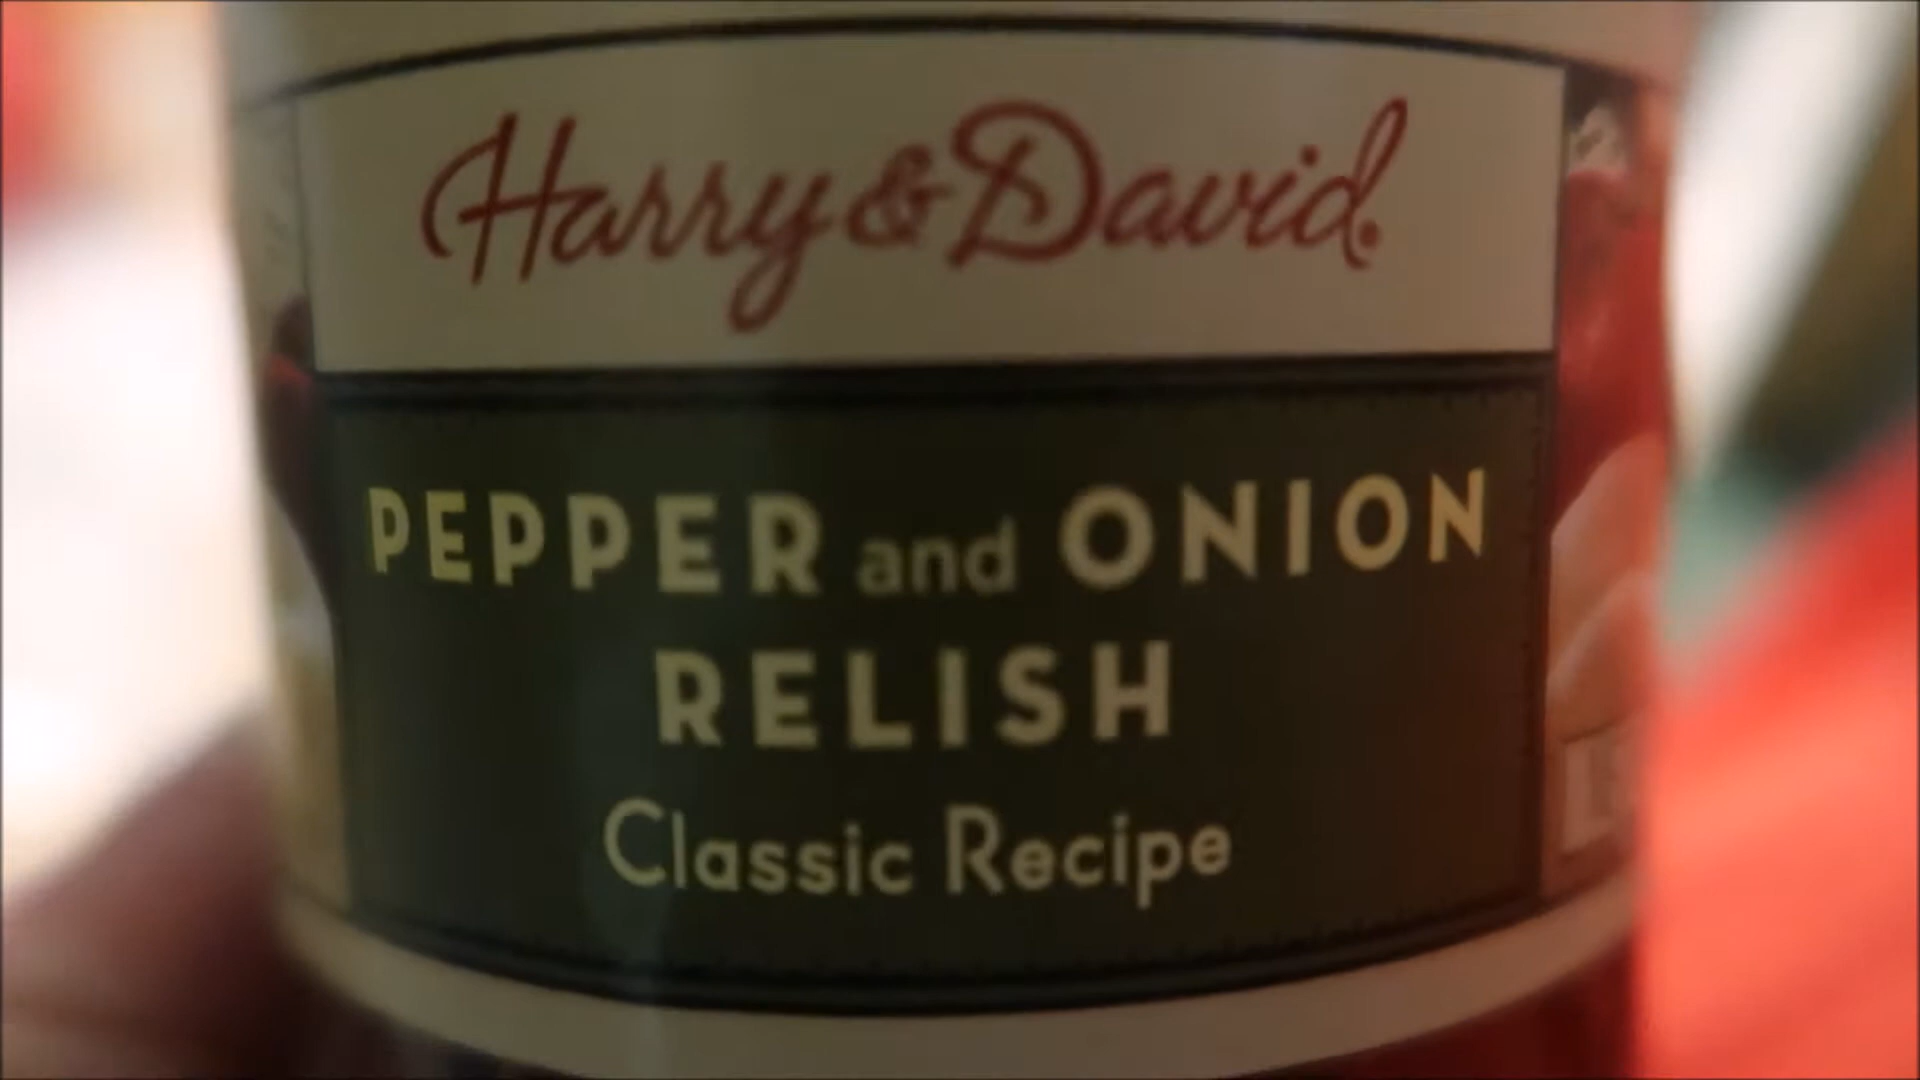 Harry & David.
PEPPER and ONION
RELISH
Classic Recipe